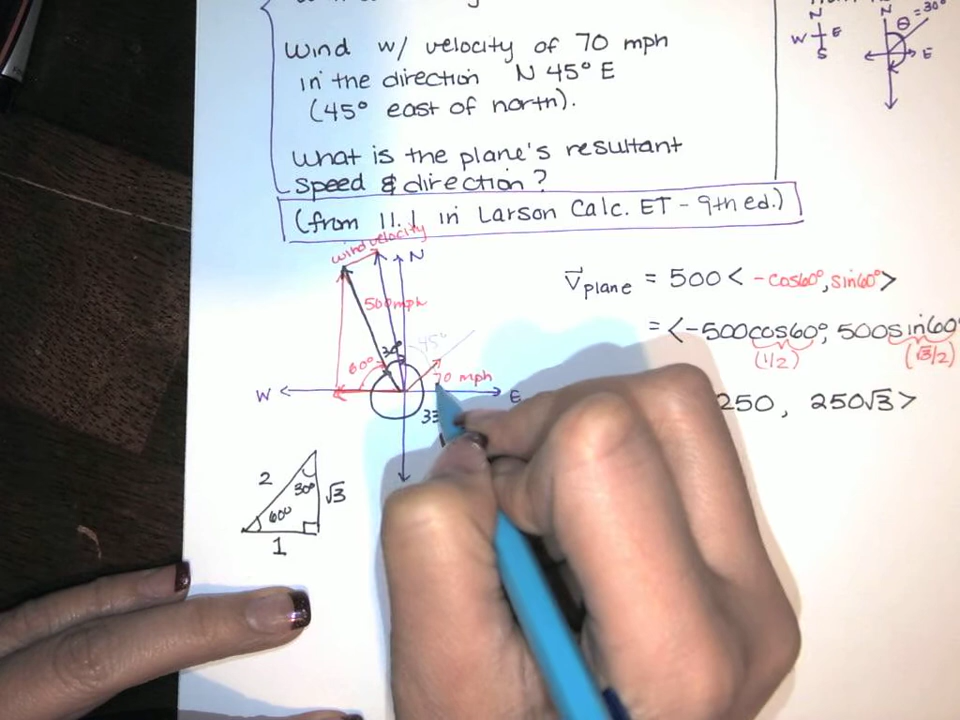 Wind w/ velocity of 70 mph
in the direction N 45° E
(45° east of north).
What is the plane's resultant
speed & direction?
(from 11.1 in Larson Calc. ET - 9th ed.)
N
W E
S
N
θ = 30°
E
wind velocity
N
500 mph
30°
45°
60°
70 mph
W
E
33
V plane = 500 < -cos60°, sin60° >
= < -500cos60°, 500sin60°
(1/2) (√3/2)
250 , 250√3 >
2
30°
√3
60°
1